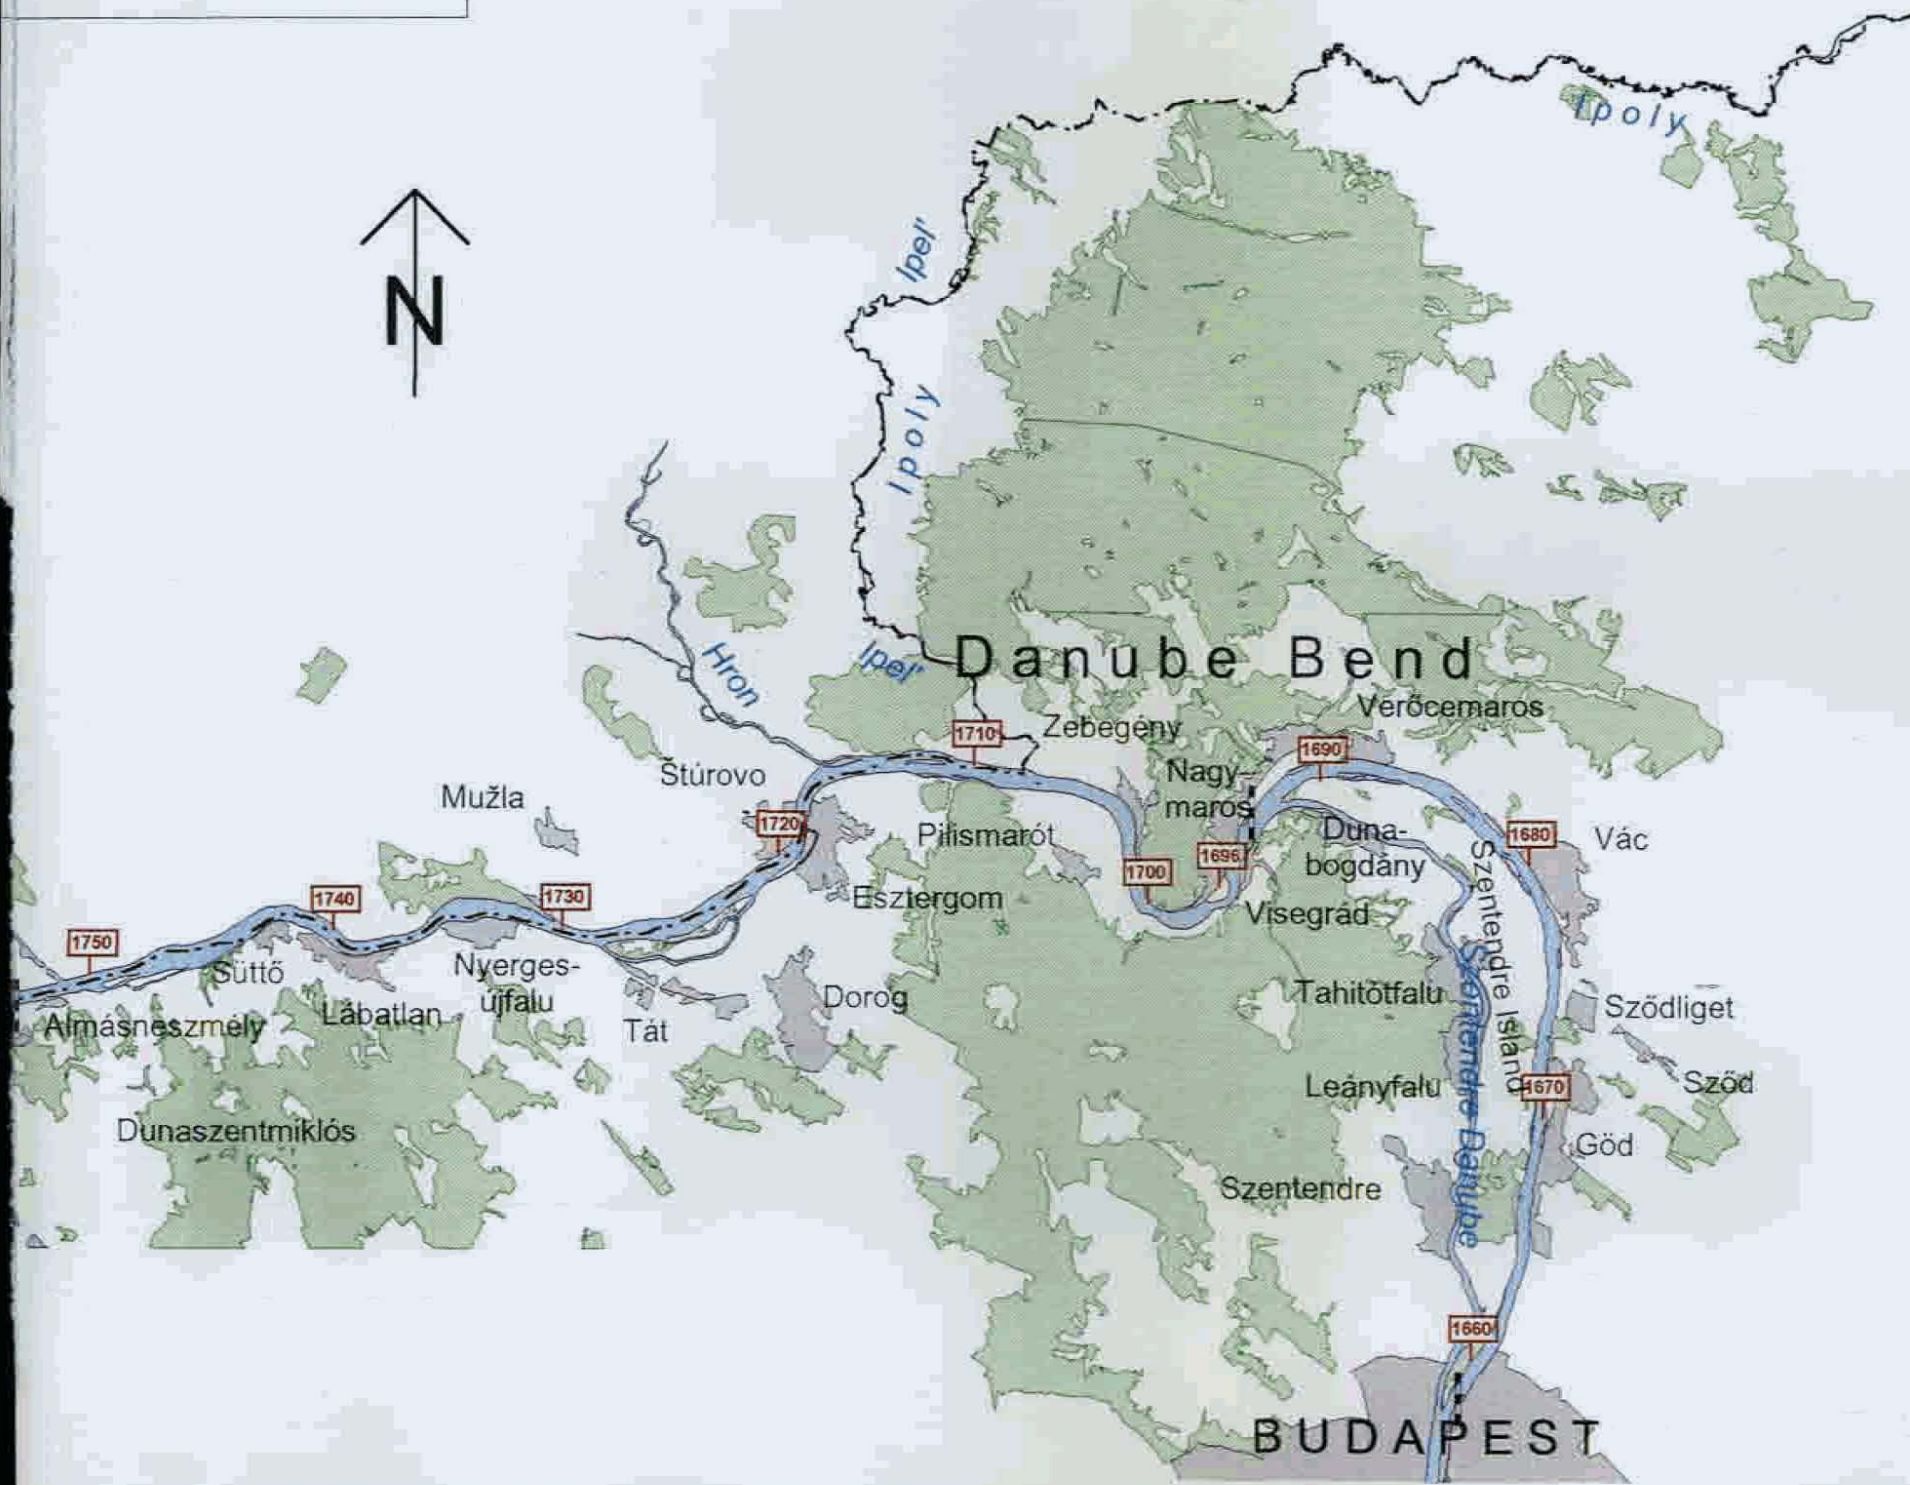 Ipoly
Ipel'
N
Ipoly
Danube Bend
Ipel'
Hron
Verőcemaros
Zebegény
1710
1690
Štúrovo
Nagy-
maros
Mužla
1720
Pilismarót
Duna-
bogdány
1680
Vác
1696
1700
Szentendre Island
1740
1730
Esztergom
Visegrád
1750
Süttő
Nyerges-
újfalu
Dorog
Tahitótfalu
Szentendre Danube
Sződliget
Almásneszmély
Lábatlan
Tát
Leányfalu
1670
Sződ
Dunaszentmiklós
Göd
Szentendre
1660
BUDAPEST